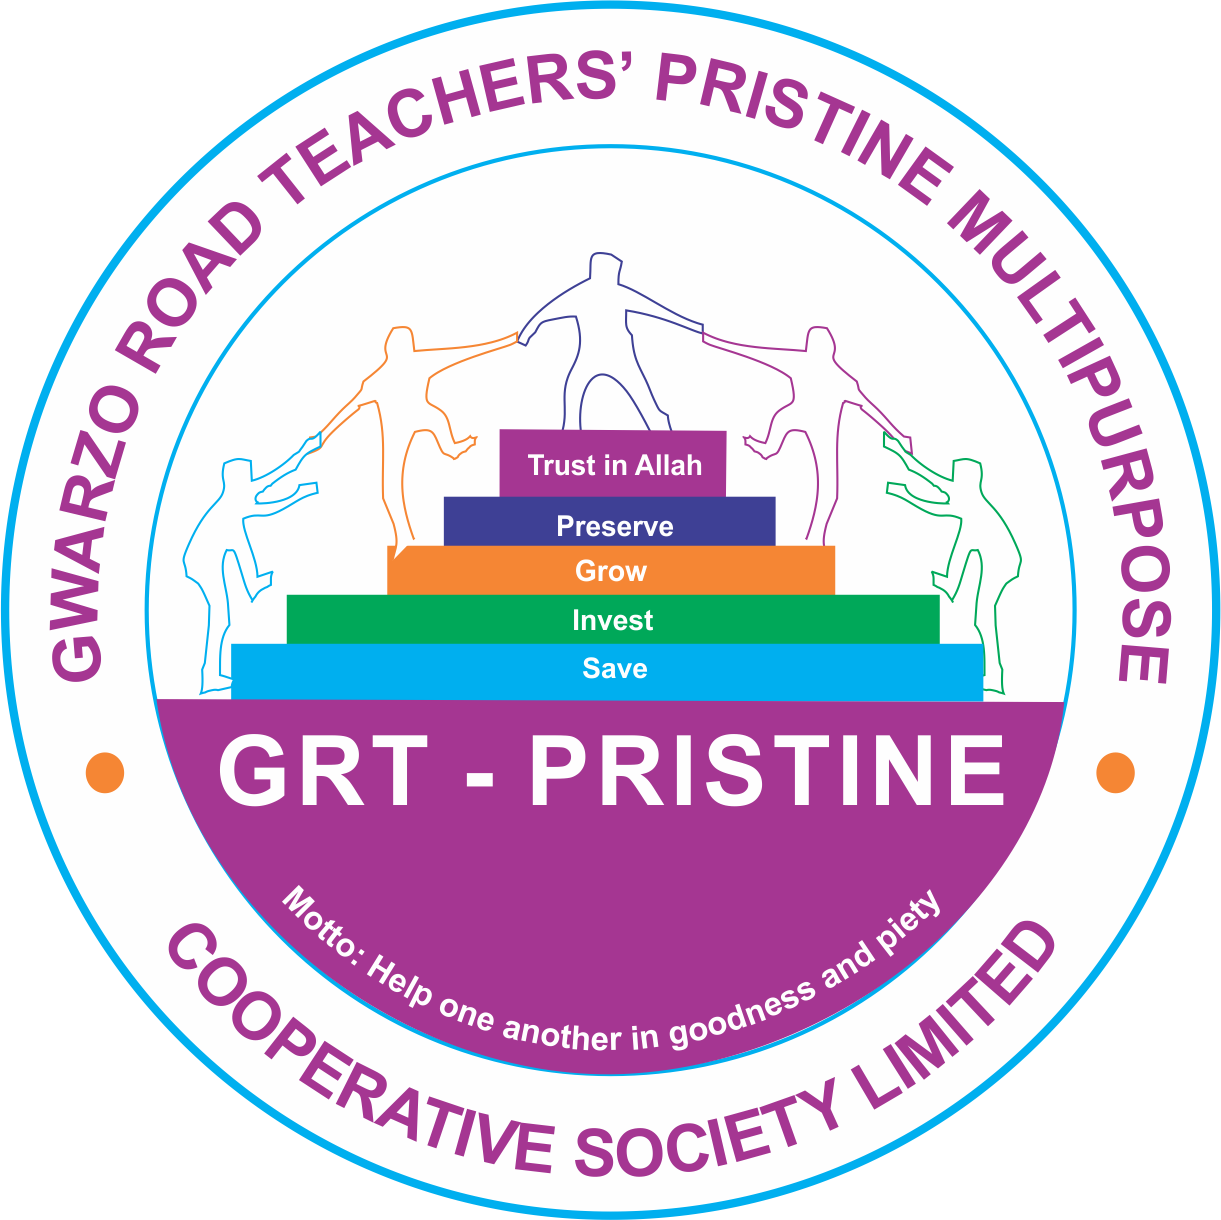 GWARZO ROAD TEACHERS’ PRISTINE MULTIPURPOSE
Trust in Allah
Preserve
Grow
Invest
Save
GRT - PRISTINE
Motto: Help one another in goodness and piety
COOPERATIVE SOCIETY LIMITED